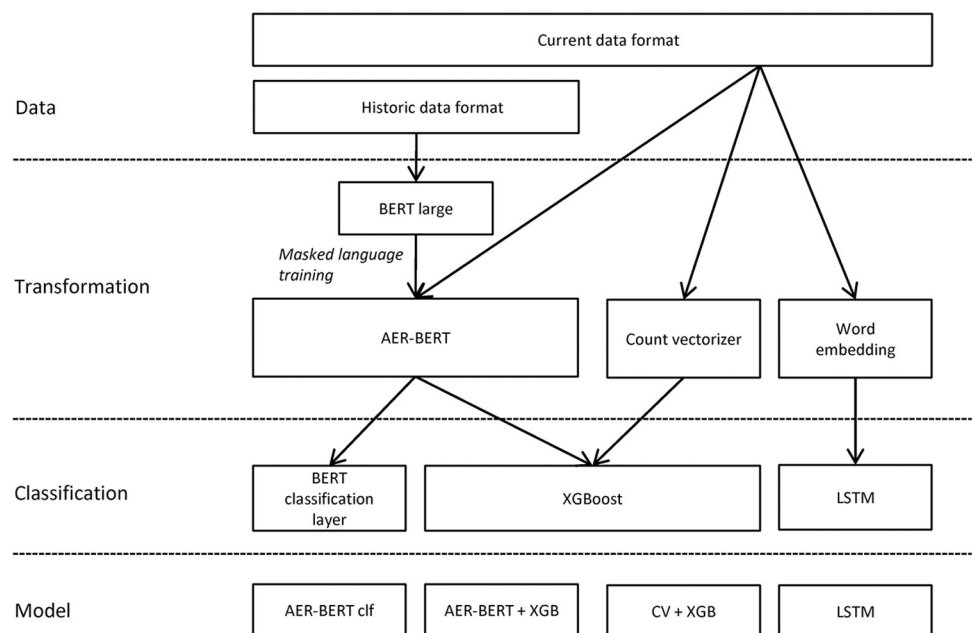 Current data format
Data
Historic data format
BERT large
Masked language
training
Transformation
AER-BERT
Count vectorizer
Word
embedding
Classification
BERT
classification
layer
XGBoost
LSTM
Model
AER-BERT clf
AER-BERT + XGB
CV + XGB
LSTM